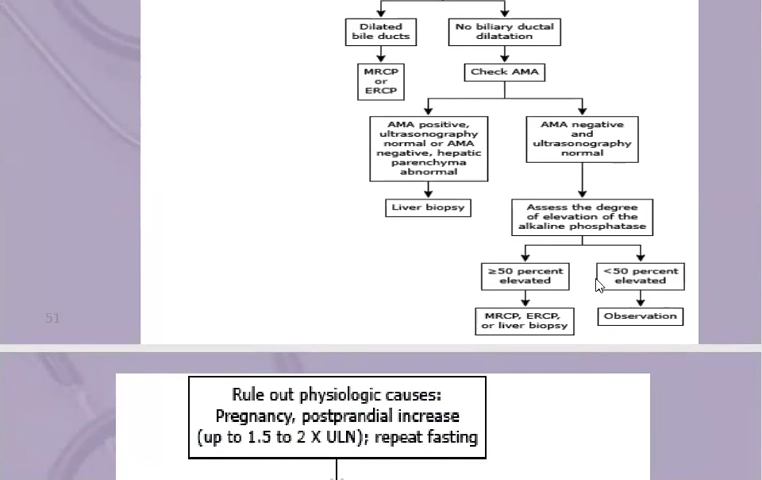 Dilated
bile ducts
No biliary ductal
dilatation
MRCP
or
ERCP
Check AMA
AMA positive,
ultrasonography
normal or AMA
negative, hepatic
parenchyma
abnormal
AMA negative
and
ultrasonography
normal
Liver biopsy
Assess the degree
of elevation of the
alkaline phosphatase
≥50 percent
elevated
<50 percent
elevated
MRCP, ERCP,
or liver biopsy
Observation
51
Rule out physiologic causes:
Pregnancy, postprandial increase
(up to 1.5 to 2 X ULN); repeat fasting